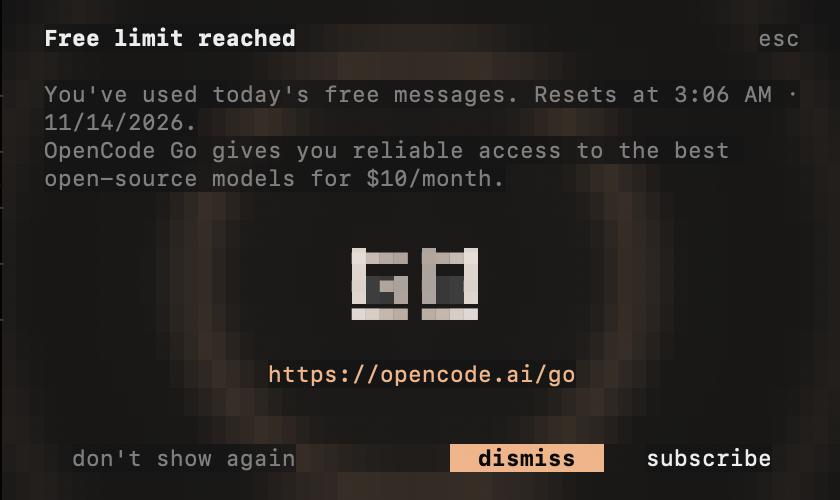 Free limit reached esc
You've used today's free messages. Resets at 3:06 AM ·
11/14/2026.
OpenCode Go gives you reliable access to the best
open-source models for $10/month.
GO
https://opencode.ai/go
don't show again dismiss subscribe